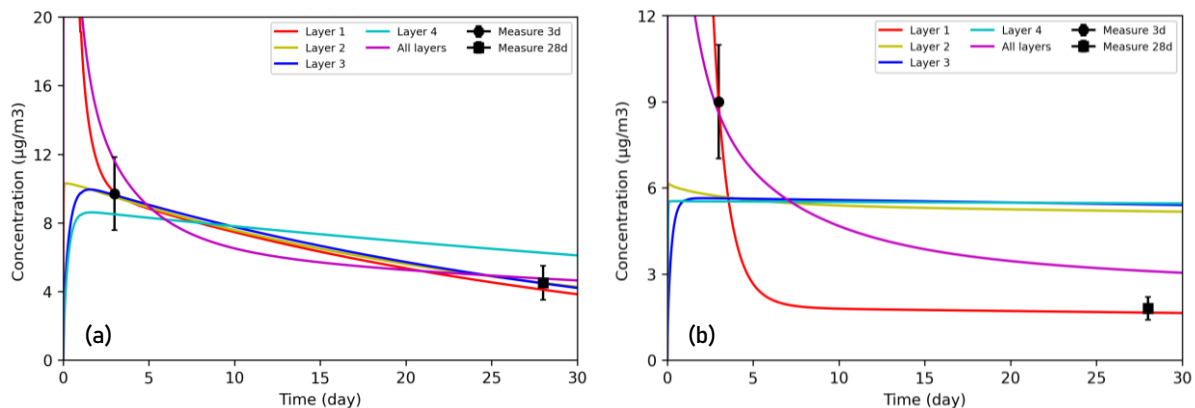 Concentration (µg/m3)
20
16
12
8
4
0
Layer 1
Layer 2
Layer 3
Layer 4
All layers
Measure 3d
Measure 28d
(a)
0 5 10 15 20 25 30
Time (day)
Concentration (µg/m3)
12
9
6
3
0
Layer 1
Layer 2
Layer 3
Layer 4
All layers
Measure 3d
Measure 28d
(b)
0 5 10 15 20 25 30
Time (day)